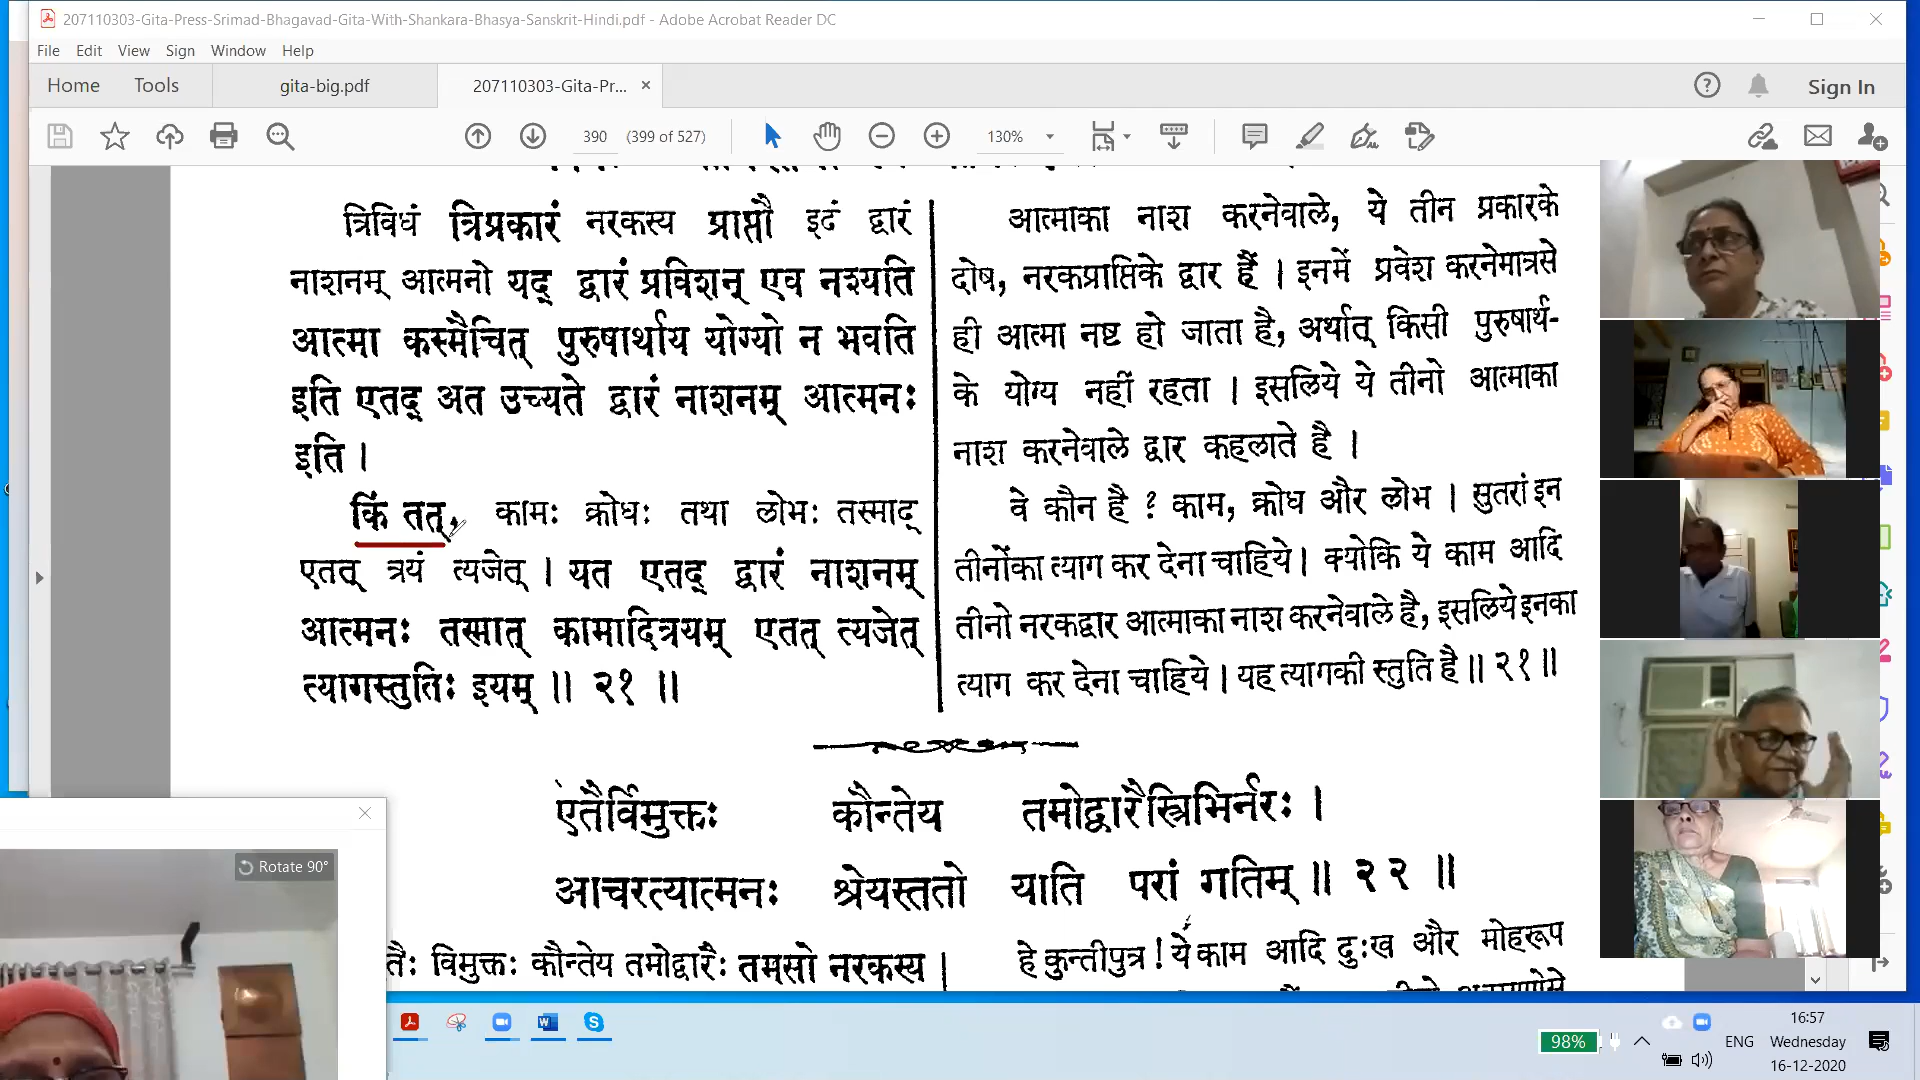 207110303-Gita-Press-Srimad-Bhagavad-Gita-With-Shankara-Bhasya-Sanskrit-Hindi.pdf - Adobe Acrobat Reader DC
File Edit View Sign Window Help
Home Tools gita-big.pdf 207110303-Gita-Pr... × Sign In
390 (399 of 527) 130%
त्रिविधं त्रिप्रकारं नरकस्य प्राप्तौ इदं द्वारं
नाशनम् आत्मनो यद् द्वारं प्रविशन् एव नश्यति
आत्मा कस्मैचित् पुरुषार्थाय योग्यो न भवति
इति एतद् अत उच्यते द्वारं नाशनम् आत्मनः
इति ।
किं तत्, कामः क्रोधः तथा लोभः तस्माद्
एतत् त्रयं त्यजेत् । यत एतद् द्वारं नाशनम्
आत्मनः तस्मात् कामादित्रयम् एतत् त्यजेत्
त्यागस्तुतिः इयम् ॥ २१ ॥
आत्माका नाश करनेवाले, ये तीन प्रकारके
दोष, नरकप्राप्तिके द्वार हैं । इनमें प्रवेश करनेमात्रसे
ही आत्मा नष्ट हो जाता है, अर्थात् किसी पुरुषार्थ-
के योग्य नहीं रहता । इसलिये ये तीनो आत्माका
नाश करनेवाले द्वार कहलाते है ।
वे कौन है ? काम, क्रोध और लोभ । सुतरां इन
तीनोंका त्याग कर देना चाहिये । क्योकि ये काम आदि
तीनो नरकद्वार आत्माका नाश करनेवाले है, इसलिये इनका
त्याग कर देना चाहिये । यह त्यागकी स्तुति है ॥ २१ ॥
एतैर्विमुक्तः कौन्तेय तमोद्वारैस्त्रिभिर्नरः ।
आचरत्यात्मनः श्रेयस्ततो याति परां गतिम् ॥ २२ ॥
तैः विमुक्तः कौन्तेय तमोद्वारैः तमसो नरकस्य
हे कुन्तीपुत्र ! ये काम आदि दुःख और मोहरूप
Rotate 90°
98% ENG
16:57
Wednesday
16-12-2020